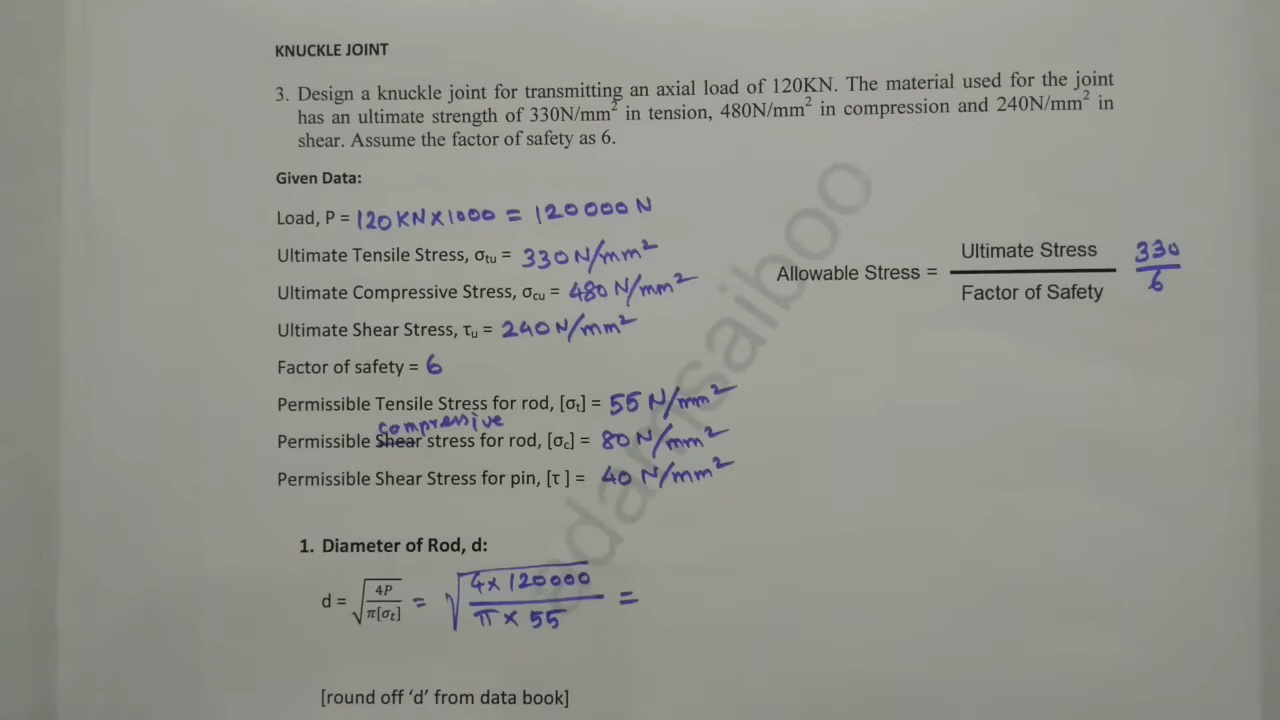 KNUCKLE JOINT
3. Design a knuckle joint for transmitting an axial load of 120KN. The material used for the joint
has an ultimate strength of 330N/mm² in tension, 480N/mm² in compression and 240N/mm² in
shear. Assume the factor of safety as 6.
Given Data:
Load, P = 120 KN x 1000 = 120000 N
Ultimate Tensile Stress, σtu = 330 N/mm²
Ultimate Compressive Stress, σcu = 480 N/mm²
Ultimate Shear Stress, τu = 240 N/mm²
Factor of safety = 6
Allowable Stress = Ultimate Stress / Factor of Safety 330/6
Permissible Tensile Stress for rod, [σt] = 55 N/mm²
compressive
Permissible Shear stress for rod, [σc] = 80 N/mm²
Permissible Shear Stress for pin, [τ ] = 40 N/mm²
1. Diameter of Rod, d:
d = √(4P / π[σt]) = √(4 x 120000 / π x 55) =
[round off ‘d’ from data book]
adamsaiboo